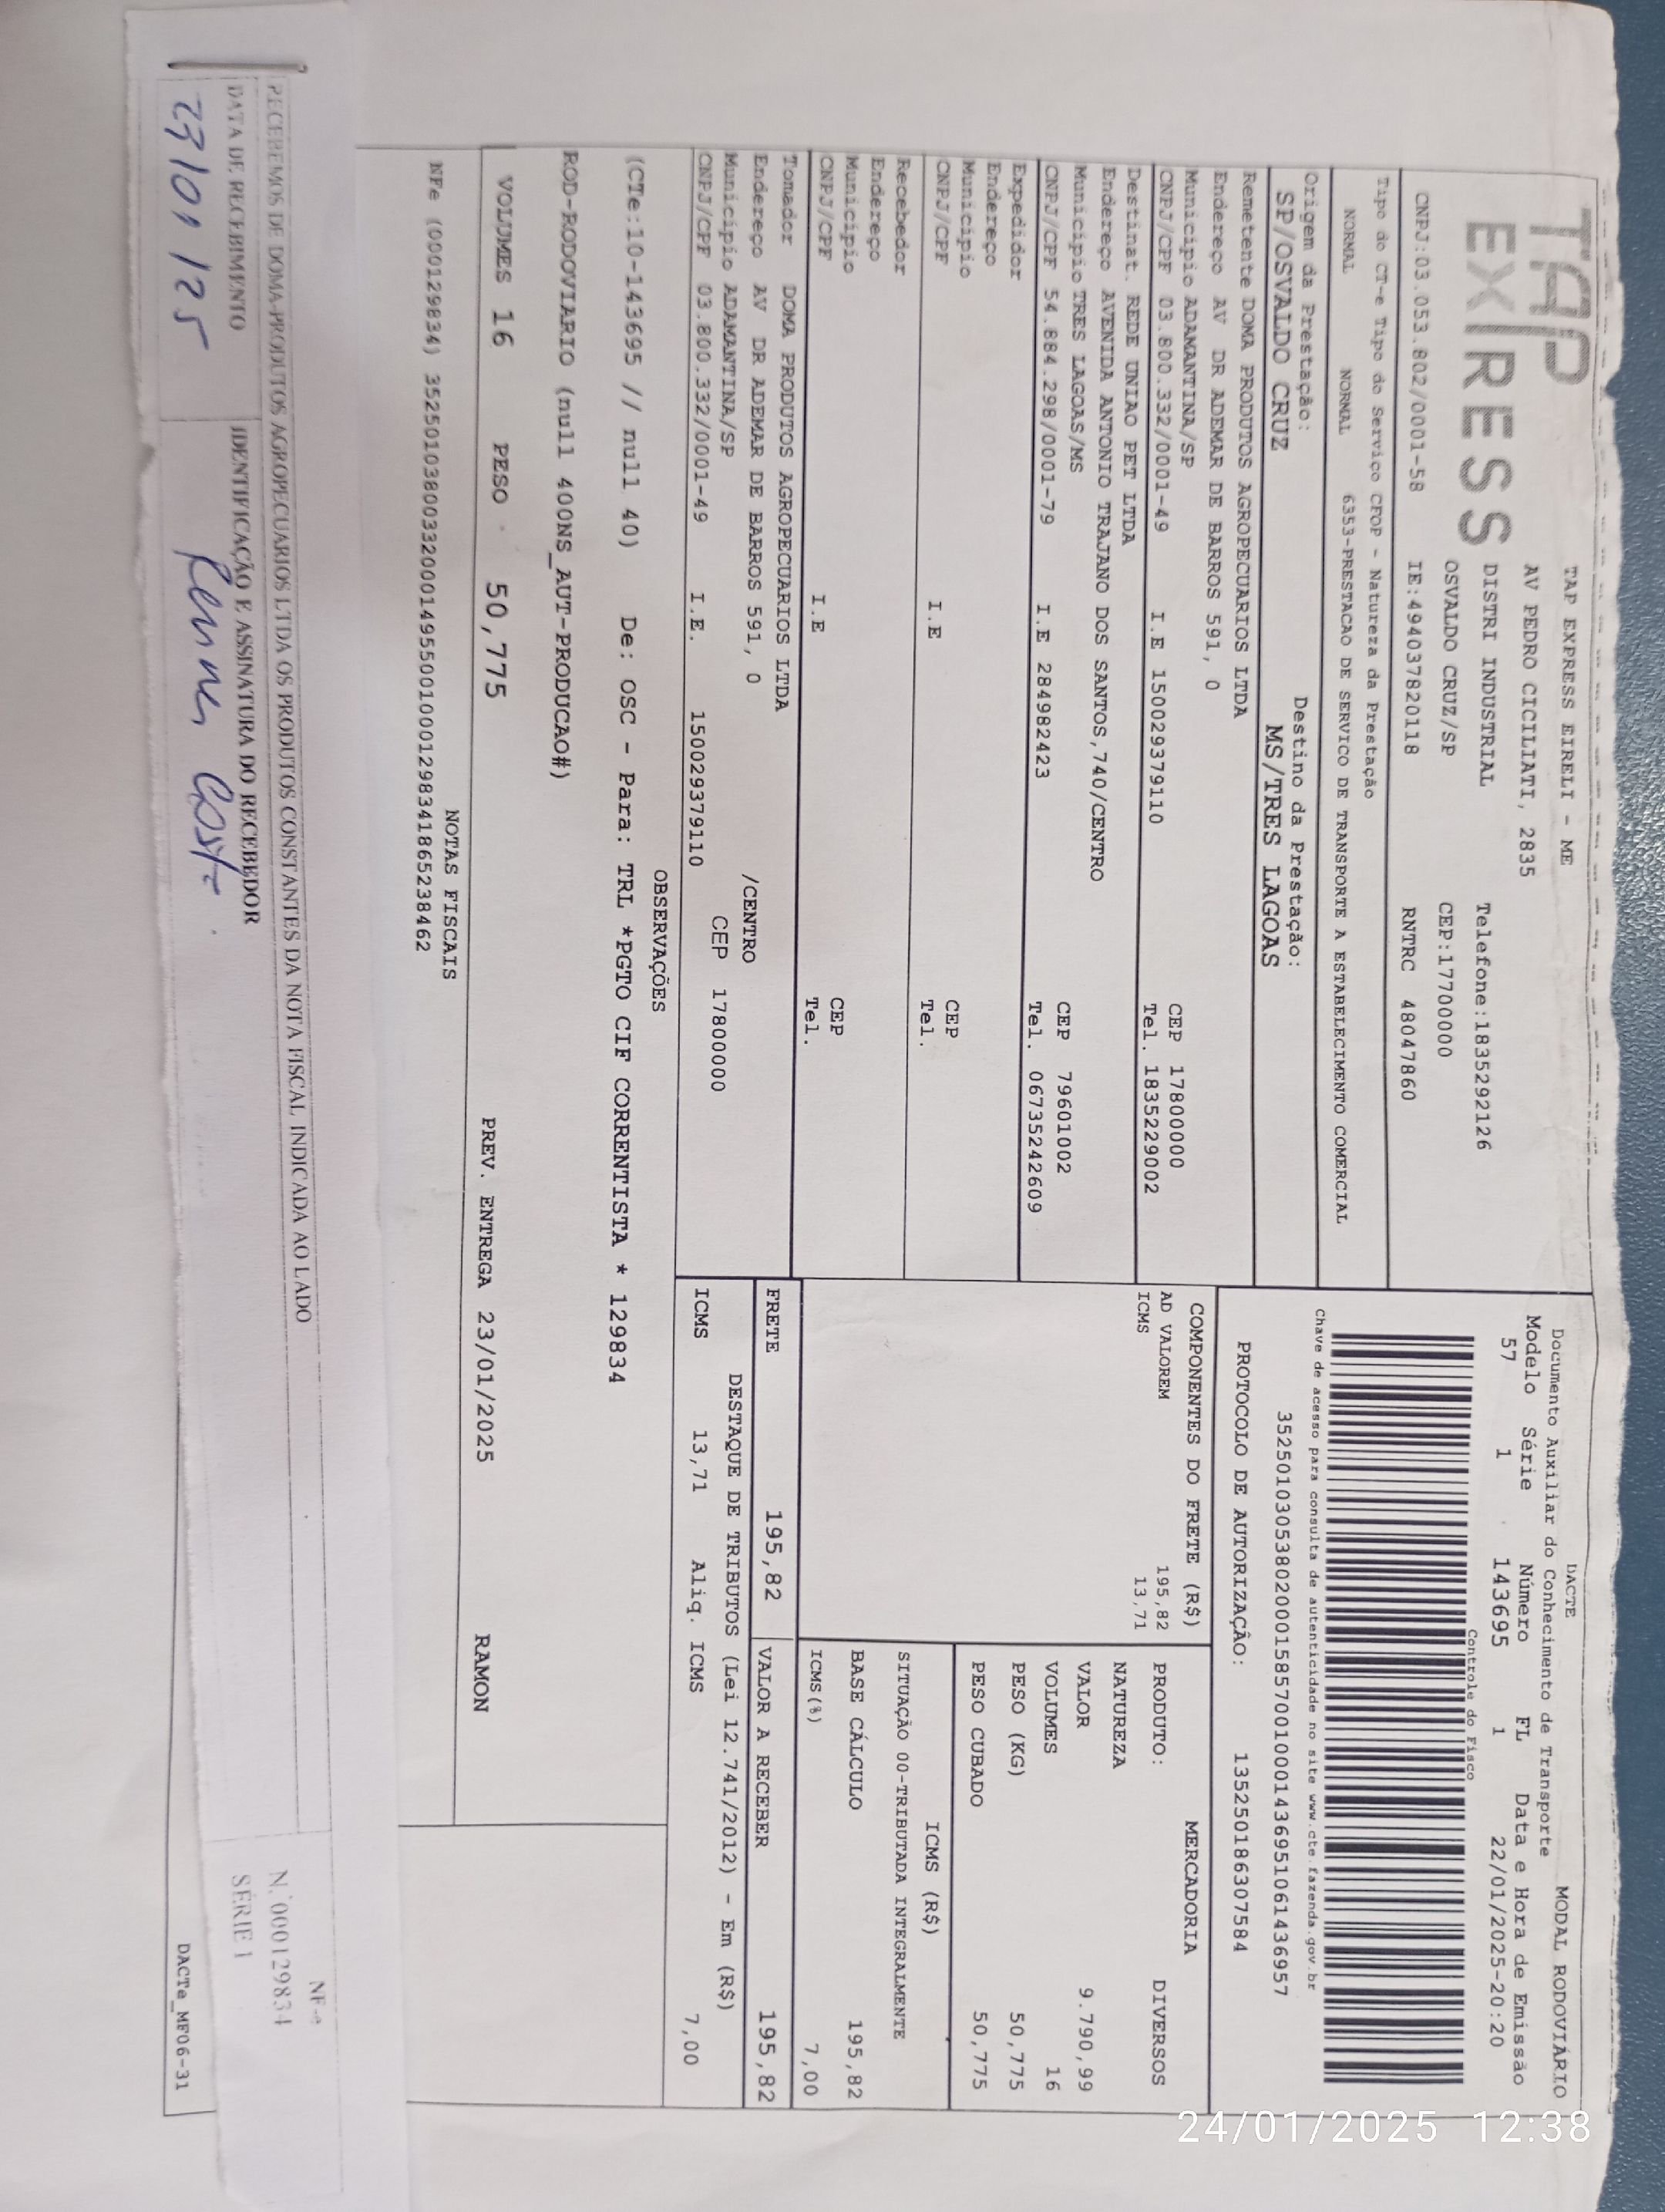 TAP
EXPRESS
TAP EXPRESS EIRELI - ME
AV PEDRO CICILIATI, 2835
DISTRI INDUSTRIAL Telefone:1835292126
OSVALDO CRUZ/SP CEP:17700000
CNPJ:03.053.802/0001-58 IE:494037820118 RNTRC 48047860
DACTE MODAL RODOVIÁRIO
Documento Auxiliar do Conhecimento de Transporte
Modelo Série Número FL Data e Hora de Emissão
57 1 143695 1 22/01/2025-20:20
Controle do Fisco
Chave de acesso para consulta de autenticidade no site www.cte.fazenda.gov.br
35250103053802000158570010001436951061436957
PROTOCOLO DE AUTORIZAÇÃO: 135250186307584
Tipo do CT-e Tipo do Serviço CFOP - Natureza da Prestação
NORMAL NORMAL 6353-PRESTACAO DE SERVICO DE TRANSPORTE A ESTABELECIMENTO COMERCIAL
Origem da Prestação: Destino da Prestação:
SP/OSVALDO CRUZ MS/TRES LAGOAS
Remetente DOMA PRODUTOS AGROPECUARIOS LTDA
Endereço AV DR ADEMAR DE BARROS 591, 0
Municipio ADAMANTINA/SP CEP 17800000
CNPJ/CPF 03.800.332/0001-49 I.E 150029379110 Tel. 1835229002
Destinat. REDE UNIAO PET LTDA
Endereço AVENIDA ANTONIO TRAJANO DOS SANTOS,740/CENTRO
Municipio TRES LAGOAS/MS CEP 79601002
CNPJ/CPF 54.884.298/0001-79 I.E 284982423 Tel. 06735242609
Expedidor
Endereço
Municipio CEP
CNPJ/CPF I.E Tel.
Recebedor
Endereço
Municipio CEP
CNPJ/CPF I.E Tel.
Tomador DOMA PRODUTOS AGROPECUARIOS LTDA
Endereço AV DR ADEMAR DE BARROS 591, 0 /CENTRO
Municipio ADAMANTINA/SP CEP 17800000
CNPJ/CPF 03.800.332/0001-49 I.E. 150029379110
COMPONENTES DO FRETE (R$)
AD VALOREM 195,82
ICMS 13,71
MERCADORIA
PRODUTO: DIVERSOS
NATUREZA
VALOR 9.790,99
VOLUMES 16
PESO (KG) 50,775
PESO CUBADO 50,775
ICMS (R$)
SITUAÇÃO 00-TRIBUTADA INTEGRALMENTE
BASE CÁLCULO 195,82
ICMS(%) 7,00
FRETE 195,82 VALOR A RECEBER 195,82
DESTAQUE DE TRIBUTOS (Lei 12.741/2012) - Em (R$)
ICMS 13,71 Aliq. ICMS 7,00
OBSERVAÇÕES
(CTe:10-143695 // null 40) De: OSC - Para: TRL *PGTO CIF CORRENTISTA * 129834
ROD-RODOVIARIO (null 400NS_AUT-PRODUCAO#)
VOLUMES 16 PESO 50,775 PREV. ENTREGA 23/01/2025 RAMON
NOTAS FISCAIS
NFe (000129834) 35250103800332000149550010001298341865238462
RECEBEMOS DE DOMA-PRODUTOS AGROPECUARIOS LTDA OS PRODUTOS CONSTANTES DA NOTA FISCAL INDICADA AO LADO
DATA DE RECEBIMENTO IDENTIFICAÇÃO E ASSINATURA DO RECEBEDOR
23/01/25
NF-e
N. 000129834
SÉRIE 1
DACTe_MF06-31
24/01/2025 12:38